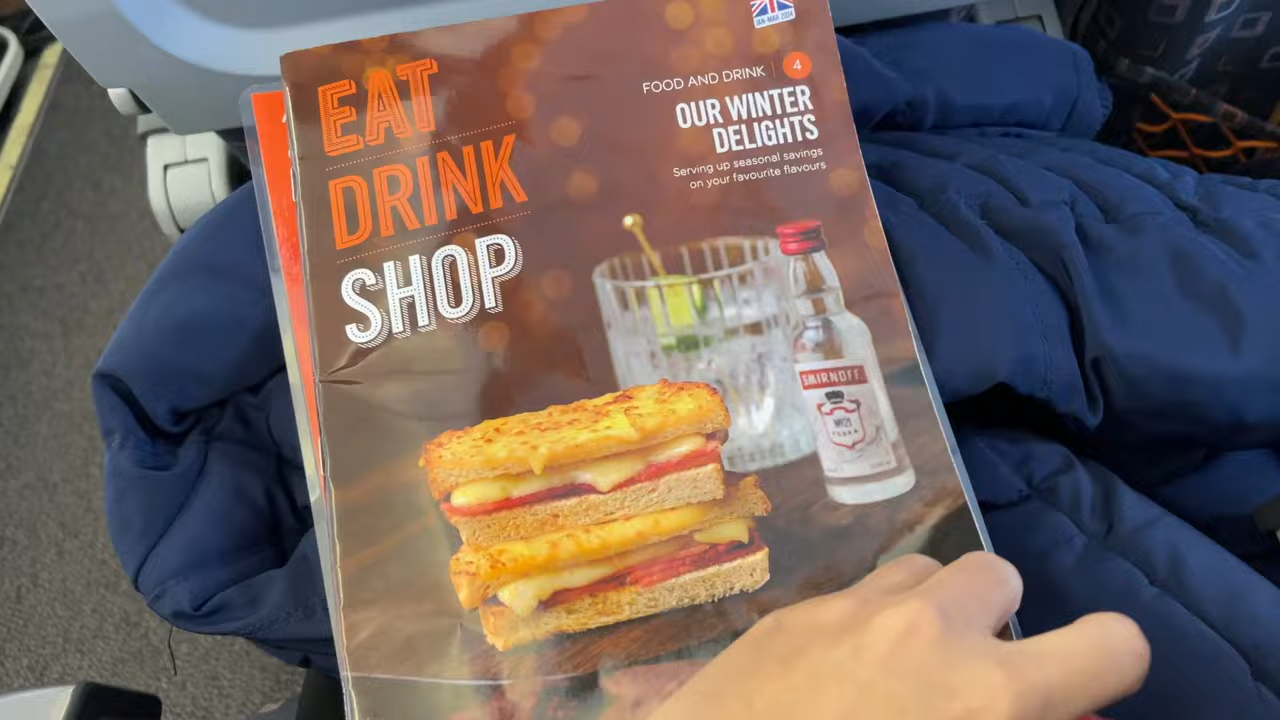 JAN-MAR 2024
EAT
DRINK
SHOP
FOOD AND DRINK | 4
OUR WINTER
DELIGHTS
Serving up seasonal savings
on your favourite flavours
SMIRNOFF
Nº21
VODKA